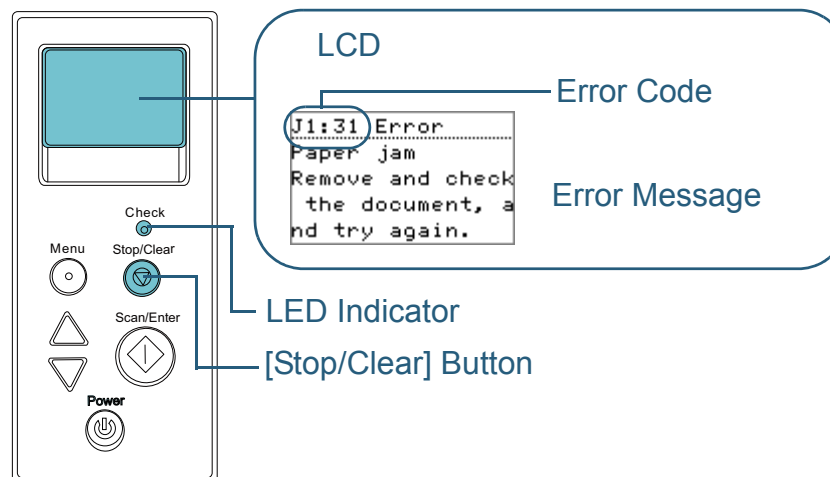 LCD
Error Code
J1:31 Error
Paper jam
Remove and check
the document, a
nd try again.
Error Message
Check
Menu
Stop/Clear
LED Indicator
Scan/Enter
[Stop/Clear] Button
Power